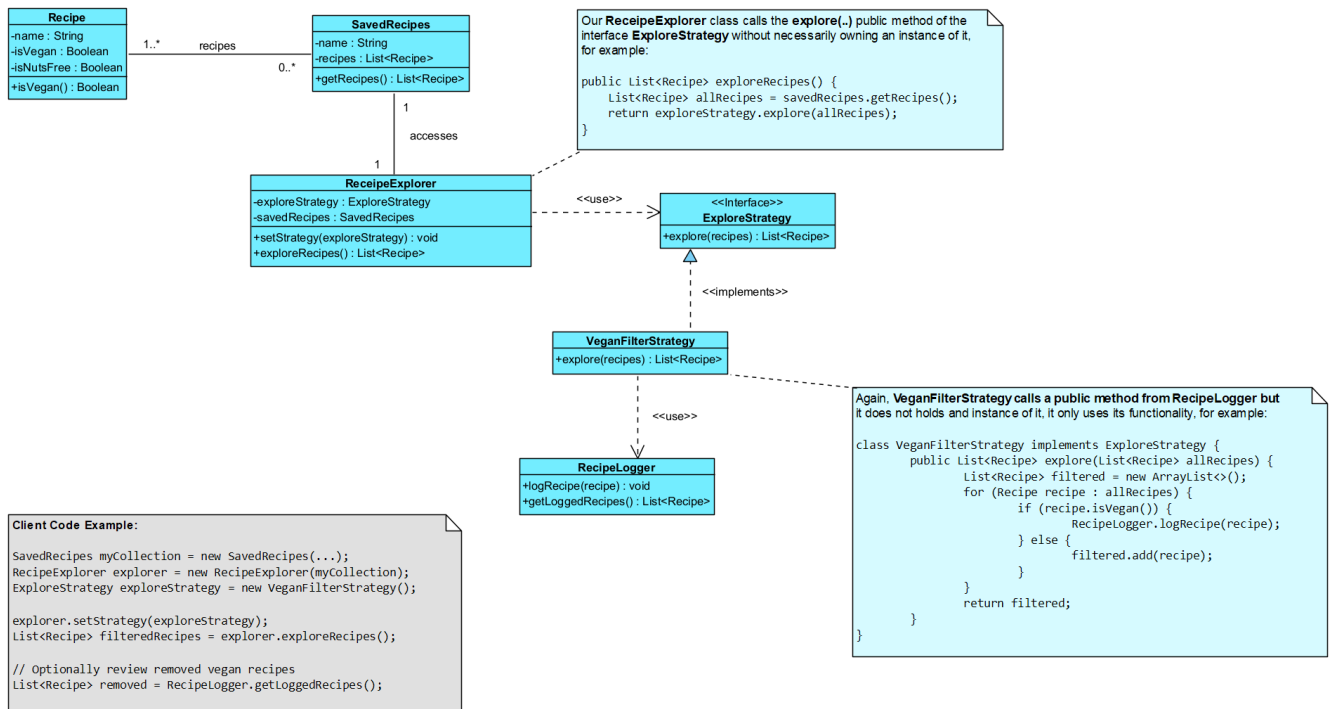 Recipe
-name : String
-isVegan : Boolean
-isNutsFree : Boolean
+isVegan() : Boolean
1..*
recipes
0..*
SavedRecipes
-name : String
-recipes : List<Recipe>
+getRecipes() : List<Recipe>
1
accesses
1
Our ReceipeExplorer class calls the explore(..) public method of the
interface ExploreStrategy without necessarily owning an instance of it,
for example:
public List<Recipe> exploreRecipes() {
    List<Recipe> allRecipes = savedRecipes.getRecipes();
    return exploreStrategy.explore(allRecipes);
}
ReceipeExplorer
-exploreStrategy : ExploreStrategy
-savedRecipes : SavedRecipes
+setStrategy(exploreStrategy) : void
+exploreRecipes() : List<Recipe>
<<use>>
<<Interface>>
ExploreStrategy
+explore(recipes) : List<Recipe>
<<implements>>
VeganFilterStrategy
+explore(recipes) : List<Recipe>
<<use>>
RecipeLogger
+logRecipe(recipe) : void
+getLoggedRecipes() : List<Recipe>
Again, VeganFilterStrategy calls a public method from RecipeLogger but
it does not holds and instance of it, it only uses its functionality, for example:
class VeganFilterStrategy implements ExploreStrategy {
        public List<Recipe> explore(List<Recipe> allRecipes) {
                List<Recipe> filtered = new ArrayList<>();
                for (Recipe recipe : allRecipes) {
                        if (recipe.isVegan()) {
                                RecipeLogger.logRecipe(recipe);
                        } else {
                                filtered.add(recipe);
                        }
                }
                return filtered;
        }
}
Client Code Example:
SavedRecipes myCollection = new SavedRecipes(...);
RecipeExplorer explorer = new RecipeExplorer(myCollection);
ExploreStrategy exploreStrategy = new VeganFilterStrategy();
explorer.setStrategy(exploreStrategy);
List<Recipe> filteredRecipes = explorer.exploreRecipes();
// Optionally review removed vegan recipes
List<Recipe> removed = RecipeLogger.getLoggedRecipes();